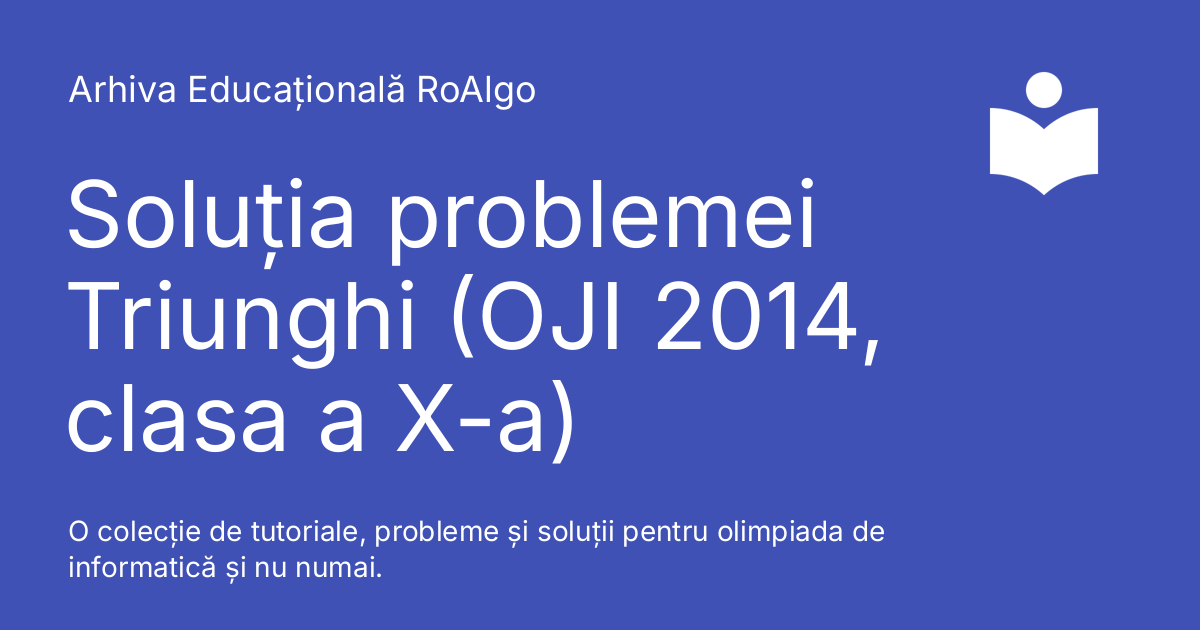 Arhiva Educațională RoAlgo
Soluția problemei
Triunghi (OJI 2014,
clasa a X-a)
O colecție de tutoriale, probleme și soluții pentru olimpiada de
informatică și nu numai.